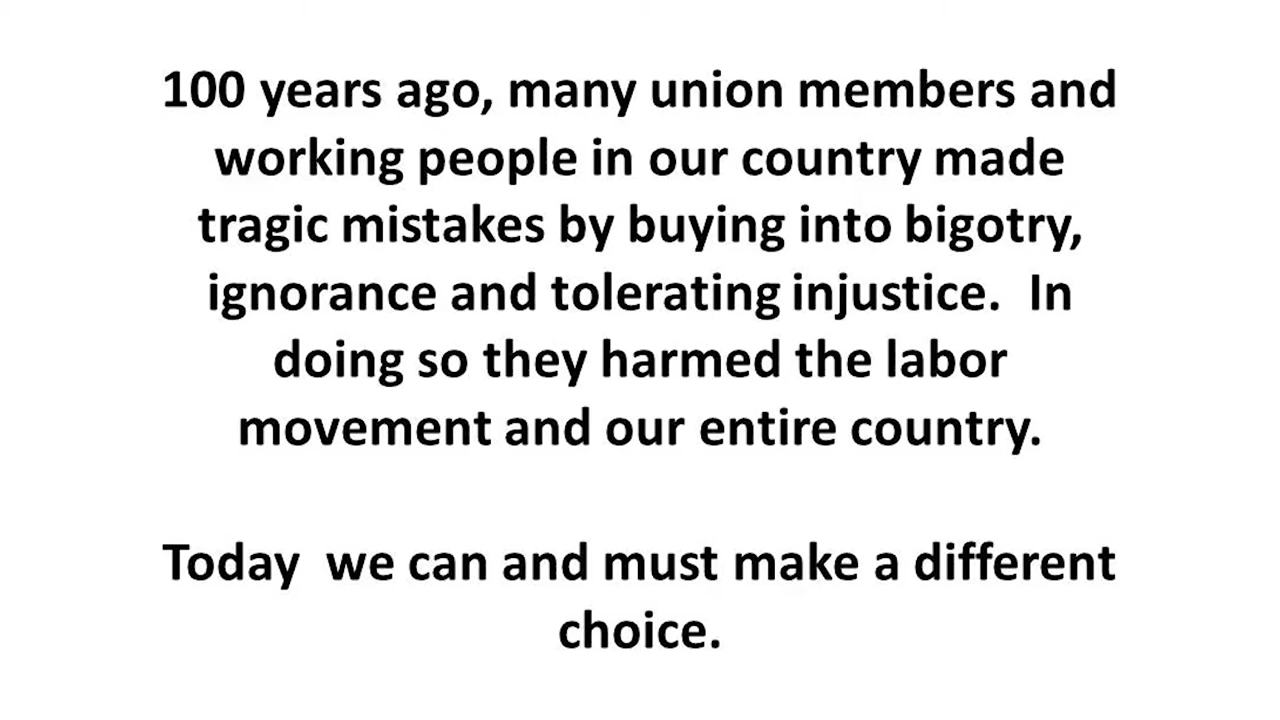 100 years ago, many union members and
working people in our country made
tragic mistakes by buying into bigotry,
ignorance and tolerating injustice.  In
doing so they harmed the labor
movement and our entire country.
Today  we can and must make a different
choice.